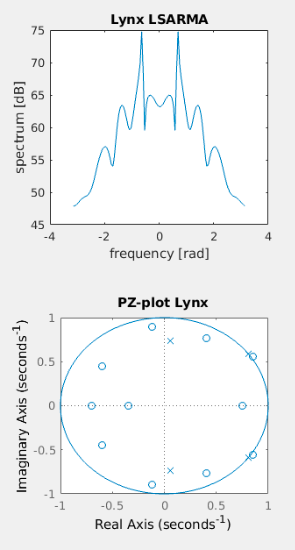 Lynx LSARMA
75
70
65
60
55
50
45
spectrum [dB]
-4 -2 0 2 4
frequency [rad]
PZ-plot Lynx
1
0.5
0
-0.5
-1
Imaginary Axis (seconds⁻¹)
-1 -0.5 0 0.5 1
Real Axis (seconds⁻¹)